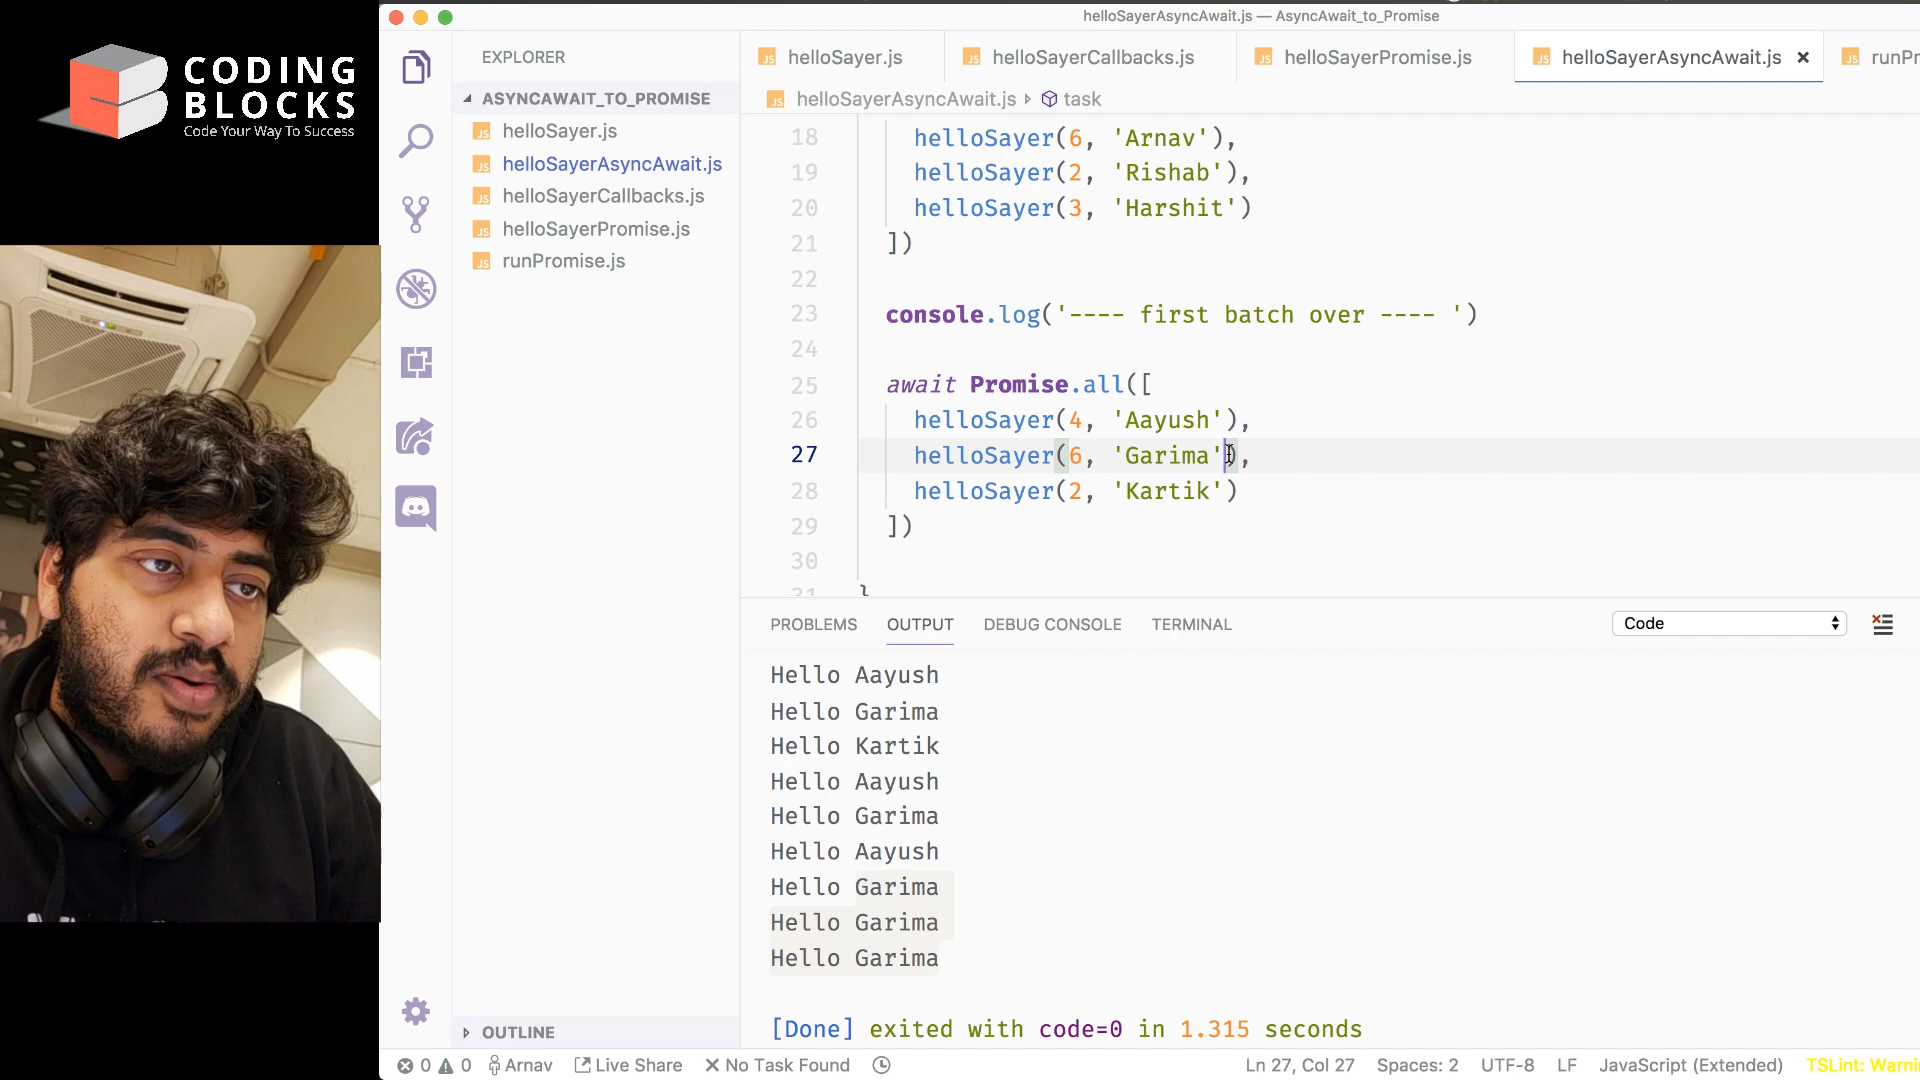 helloSayerAsyncAwait.js — AsyncAwait_to_Promise
CODING
BLOCKS
Code Your Way To Success
EXPLORER
ASYNCAWAIT_TO_PROMISE
helloSayer.js
helloSayerAsyncAwait.js
helloSayerCallbacks.js
helloSayerPromise.js
runPromise.js
OUTLINE
helloSayer.js
helloSayerCallbacks.js
helloSayerPromise.js
helloSayerAsyncAwait.js
runPr
helloSayerAsyncAwait.js task
18 helloSayer(6, 'Arnav'),
19 helloSayer(2, 'Rishab'),
20 helloSayer(3, 'Harshit')
21 ])
22
23 console.log('---- first batch over ---- ')
24
25 await Promise.all([
26 helloSayer(4, 'Aayush'),
27 helloSayer(6, 'Garima'),
28 helloSayer(2, 'Kartik')
29 ])
30
31 }
PROBLEMS OUTPUT DEBUG CONSOLE TERMINAL Code
Hello Aayush
Hello Garima
Hello Kartik
Hello Aayush
Hello Garima
Hello Aayush
Hello Garima
Hello Garima
Hello Garima
[Done] exited with code=0 in 1.315 seconds
0 0 Arnav Live Share No Task Found Ln 27, Col 27 Spaces: 2 UTF-8 LF JavaScript (Extended) TSLint: Warni